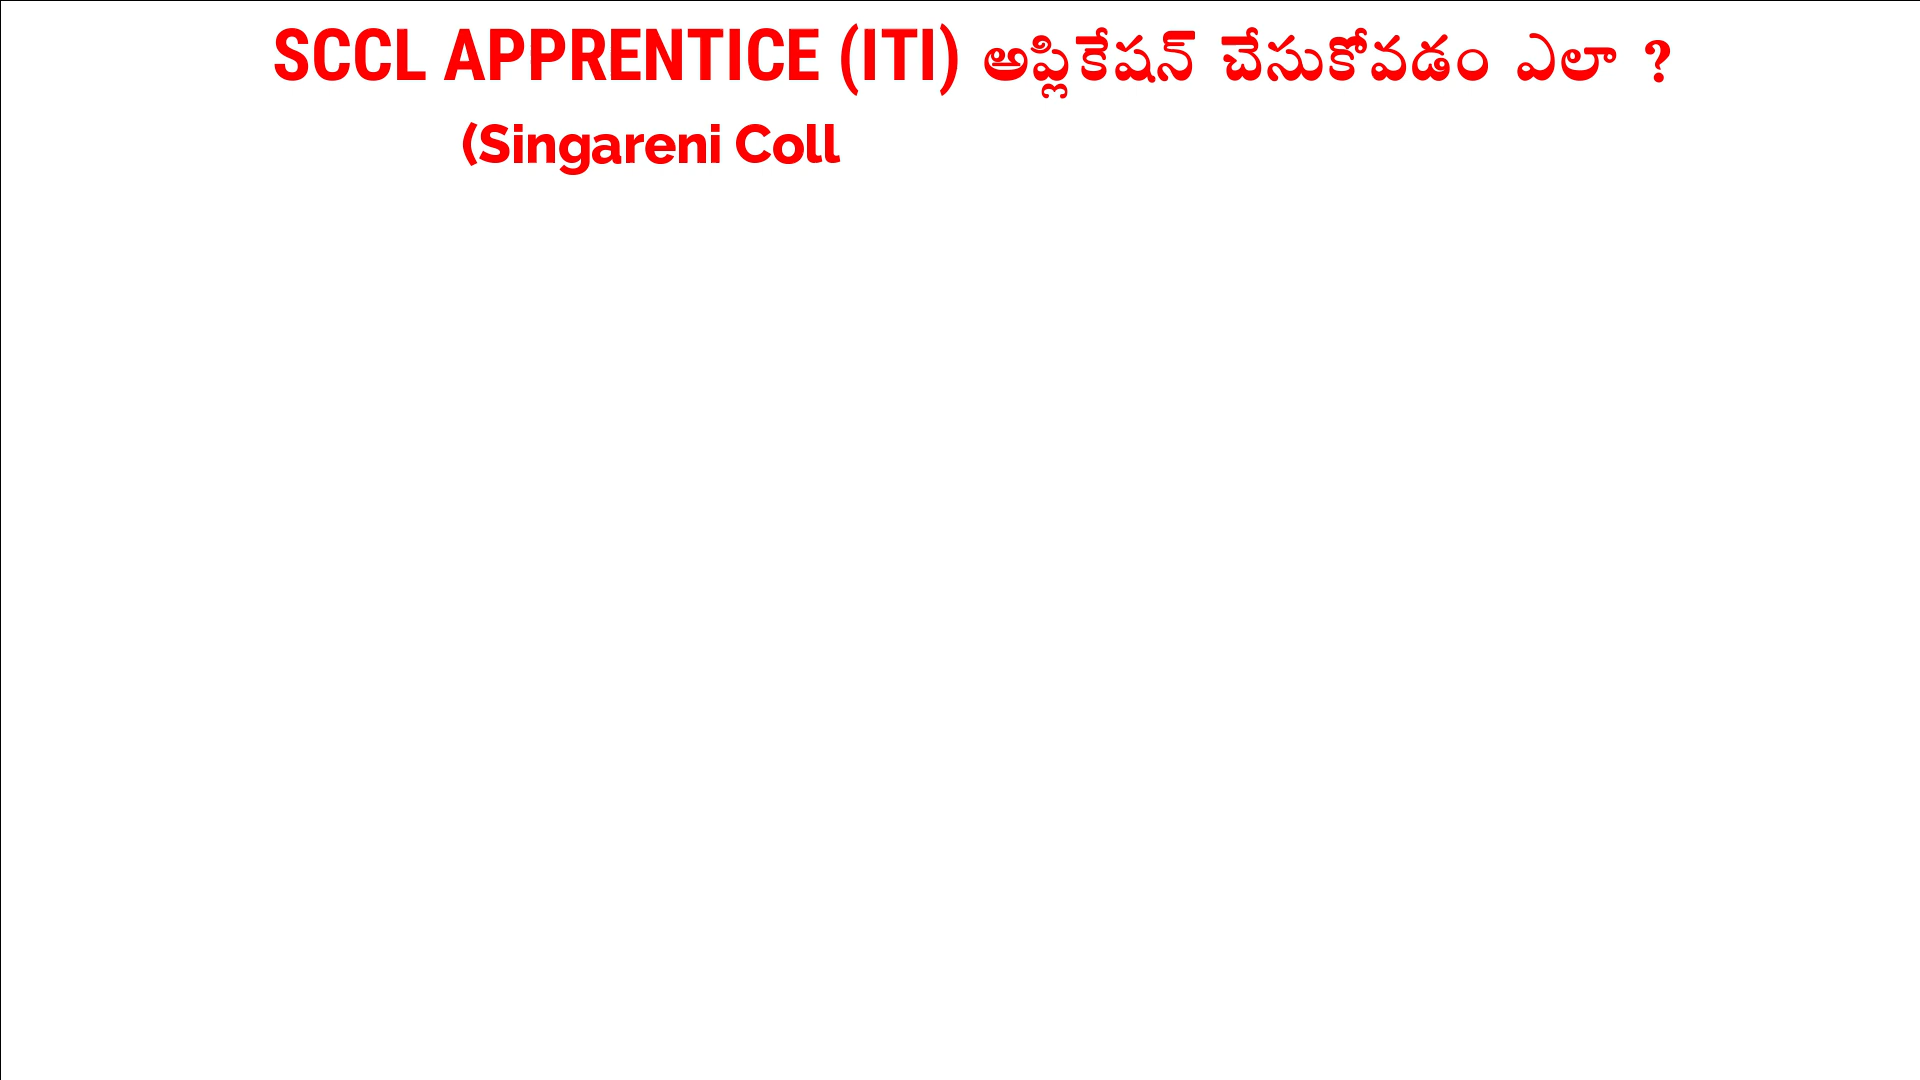 SCCL APPRENTICE (ITI) అప్లికేషన్ చేసుకోవడం ఎలా ?
(Singareni Coll